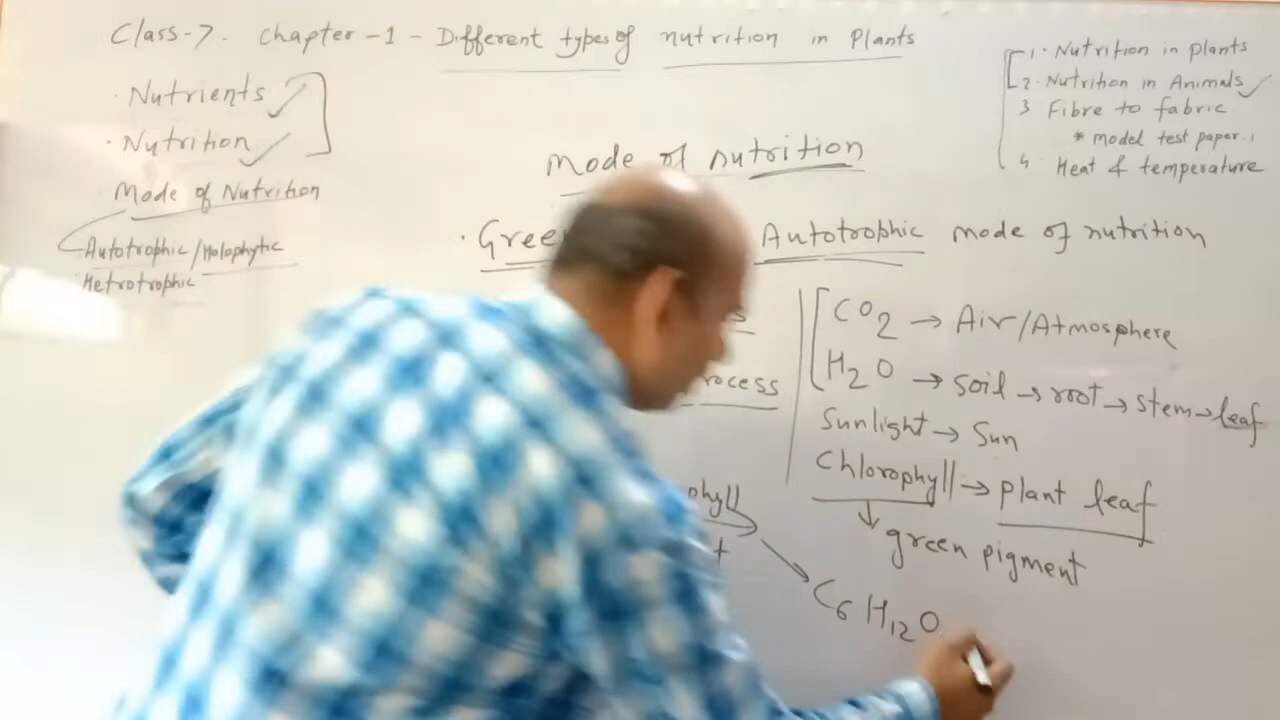 Class-7. Chapter-1- Different types of nutrition in Plants
· Nutrients
· Nutrition
Mode of Nutrition
Autotrophic/Holophytic
Hetrotrophic
1. Nutrition in plants
2. Nutrition in Animals
3 Fibre to fabric
* model test paper.1
4 Heat & temperature
Mode of nutrition
· Gree Autotrophic mode of nutrition
s
rocess
phyll
t
CO2 → Air/Atmosphere
H2O → soil → root → stem → leaf
Sunlight → Sun
Chlorophyll → plant leaf
↓ green pigment
C6H12O